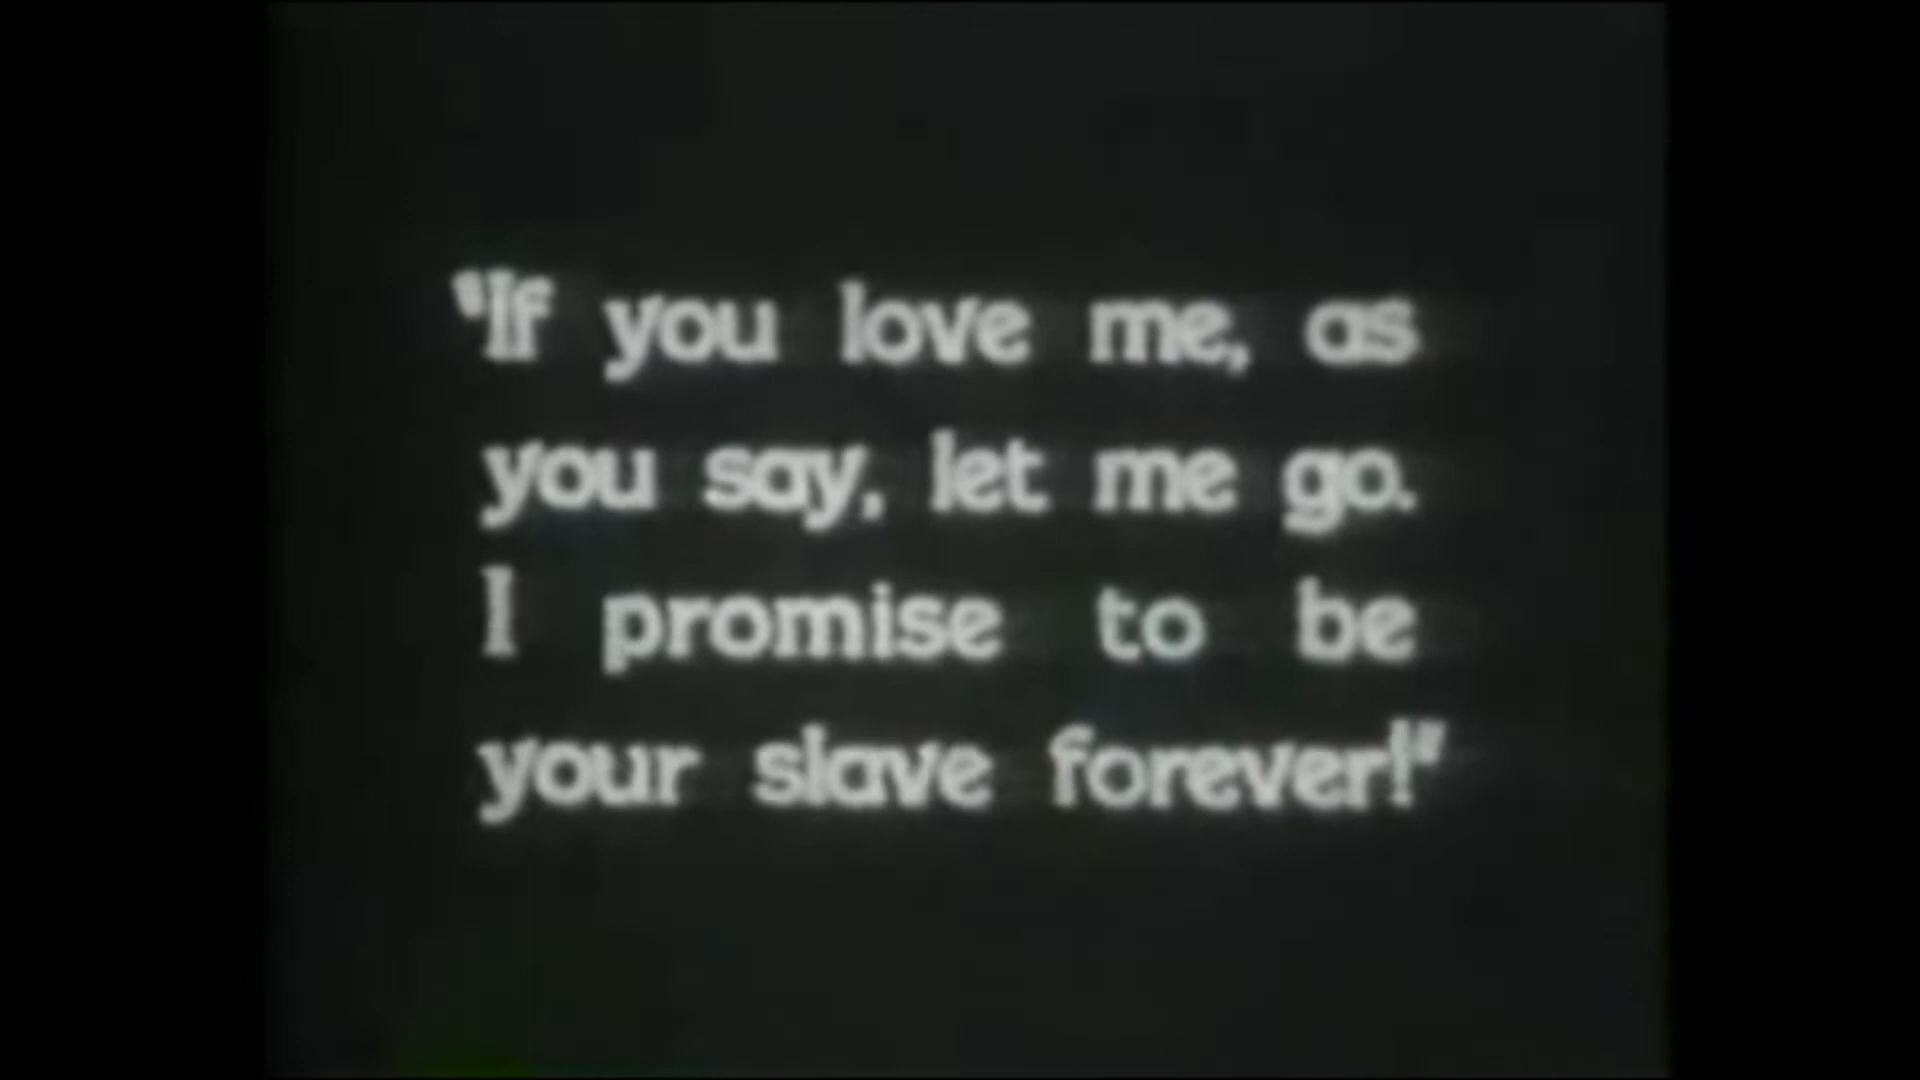 "If you love me, as
you say, let me go.
I promise to be
your slave forever!"